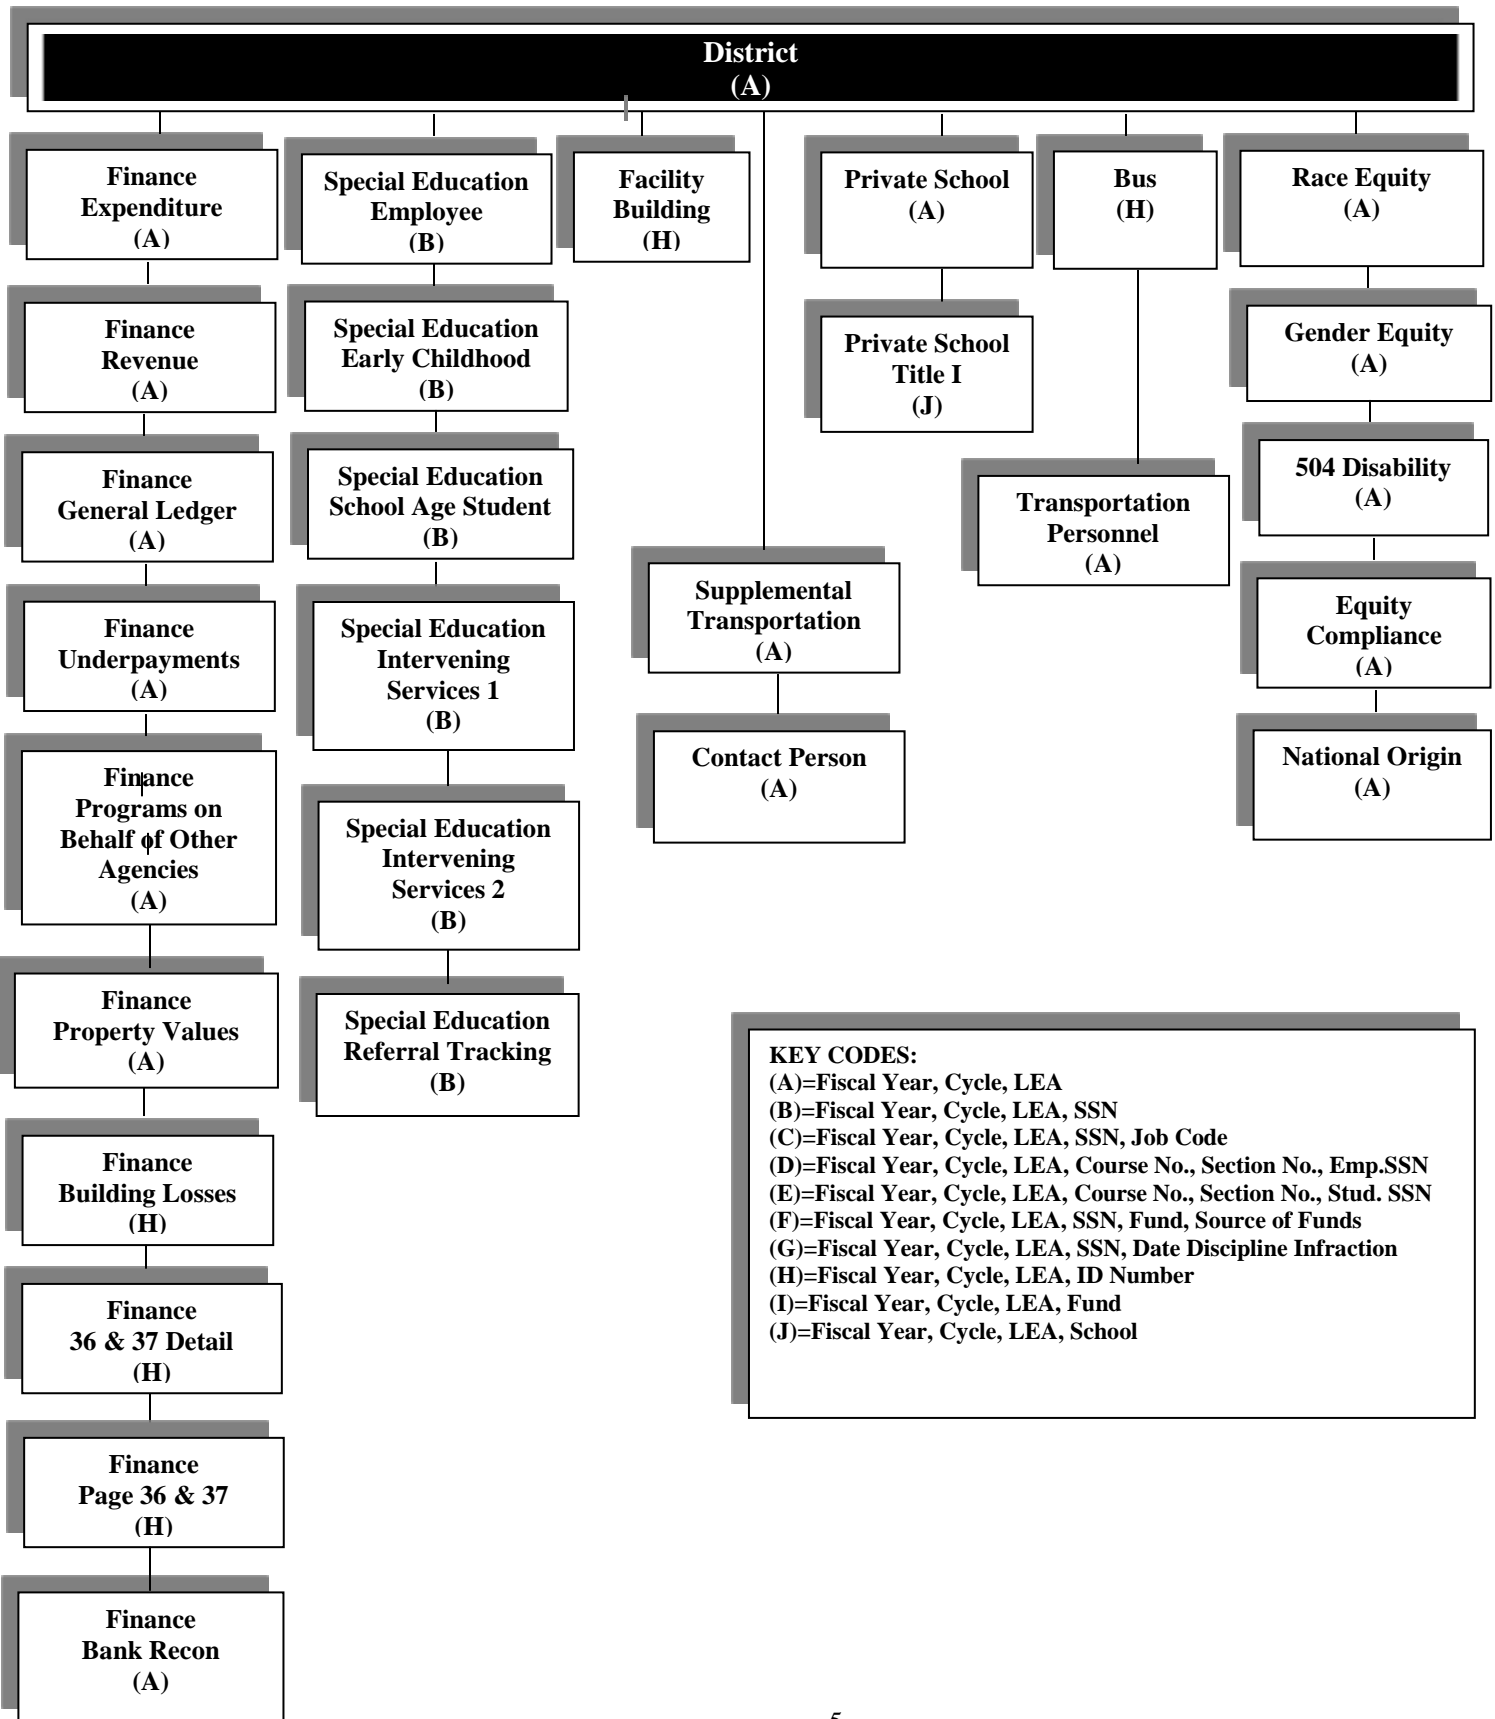 District
(A)
Finance
Expenditure
(A)
Special Education
Employee
(B)
Facility
Building
(H)
Private School
(A)
Bus
(H)
Race Equity
(A)
Finance
Revenue
(A)
Special Education
Early Childhood
(B)
Private School
Title I
(J)
Gender Equity
(A)
Finance
General Ledger
(A)
Special Education
School Age Student
(B)
Transportation
Personnel
(A)
504 Disability
(A)
Finance
Underpayments
(A)
Special Education
Intervening
Services 1
(B)
Supplemental
Transportation
(A)
Equity
Compliance
(A)
Finance
Programs on
Behalf of Other
Agencies
(A)
Special Education
Intervening
Services 2
(B)
Contact Person
(A)
National Origin
(A)
Finance
Property Values
(A)
Special Education
Referral Tracking
(B)
Finance
Building Losses
(H)
Finance
36 & 37 Detail
(H)
Finance
Page 36 & 37
(H)
Finance
Bank Recon
(A)
KEY CODES:
(A)=Fiscal Year, Cycle, LEA
(B)=Fiscal Year, Cycle, LEA, SSN
(C)=Fiscal Year, Cycle, LEA, SSN, Job Code
(D)=Fiscal Year, Cycle, LEA, Course No., Section No., Emp.SSN
(E)=Fiscal Year, Cycle, LEA, Course No., Section No., Stud. SSN
(F)=Fiscal Year, Cycle, LEA, SSN, Fund, Source of Funds
(G)=Fiscal Year, Cycle, LEA, SSN, Date Discipline Infraction
(H)=Fiscal Year, Cycle, LEA, ID Number
(I)=Fiscal Year, Cycle, LEA, Fund
(J)=Fiscal Year, Cycle, LEA, School